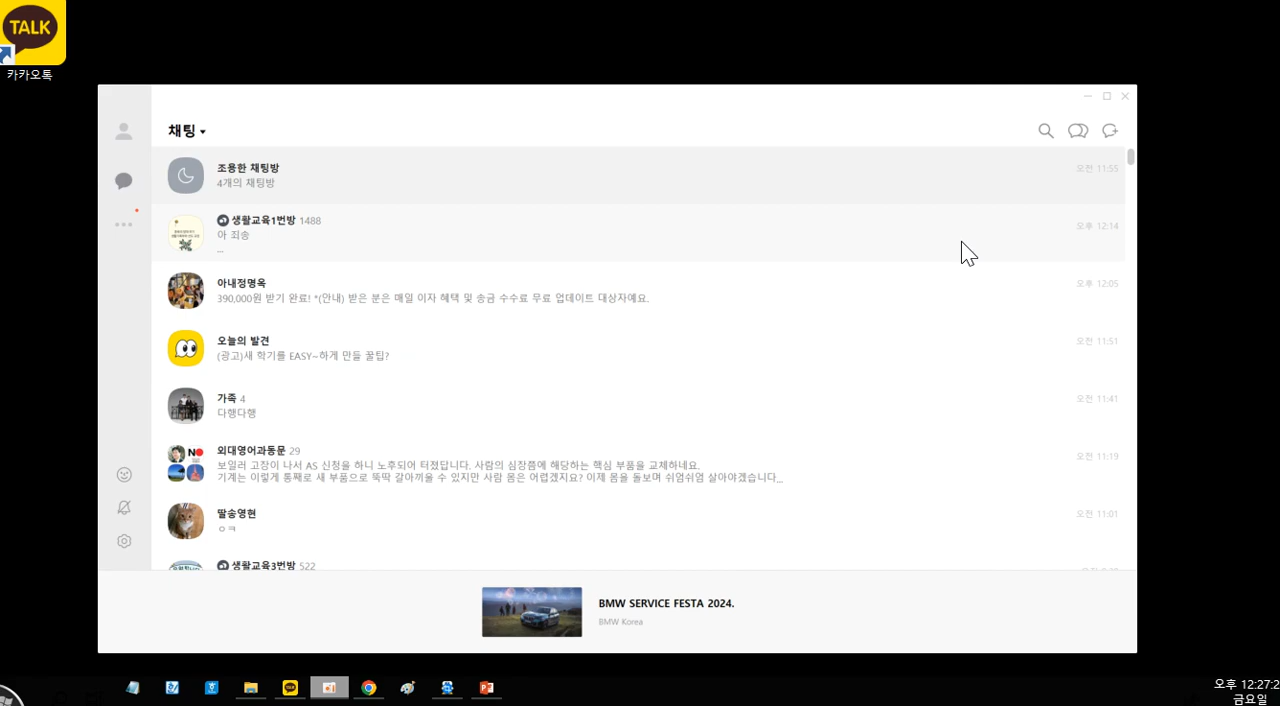 TALK
카카오톡
채팅
조용한 채팅방
4개의 채팅방
오전 11:55
생활교육1번방 1488
아 죄송
...
오후 12:14
아내정명옥
390,000원 받기 완료! *(안내) 받은 분은 매일 이자 혜택 및 송금 수수료 무료 업데이트 대상자예요.
오후 12:05
오늘의 발견
(광고)새 학기를 EASY~하게 만들 꿀팁?
오전 11:51
가족 4
다행다행
오전 11:41
외대영어과동문 29
보일러 고장이 나서 AS 신청을 하니 노후되어 터졌답니다. 사람의 심장쯤에 해당하는 핵심 부품을 교체하네요.
기계는 이렇게 통째로 새 부품으로 뚝딱 갈아끼울 수 있지만 사람 몸은 어렵겠지요? 이제 몸을 돌보며 쉬엄쉬엄 살아야겠습니다...
오전 11:19
딸송영현
ㅇㅋ
오전 11:01
생활교육3번방 522
BMW SERVICE FESTA 2024.
BMW Korea
오후 12:27:2
금요일